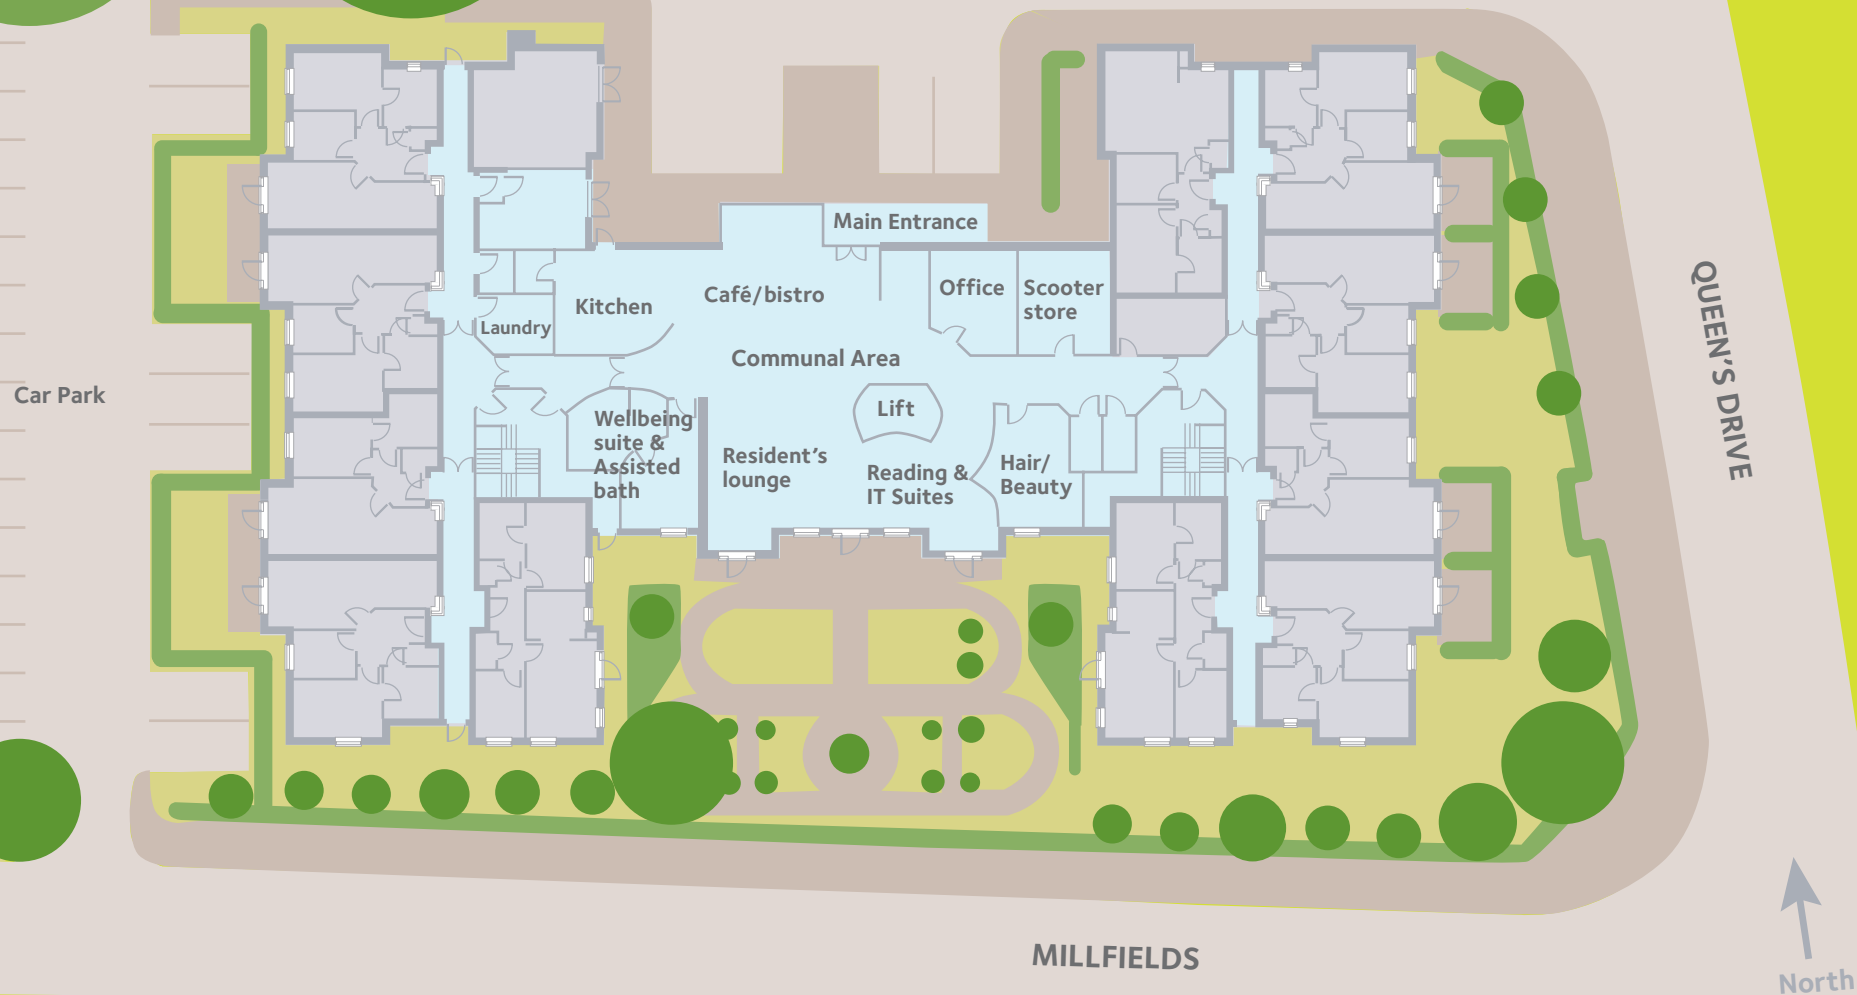 Main Entrance
Office
Scooter
store
Café/bistro
Kitchen
Laundry
Communal Area
Car Park
Lift
Wellbeing
suite &
Assisted
bath
Resident's
lounge
Reading &
IT Suites
Hair/
Beauty
QUEEN'S DRIVE
MILLFIELDS
North